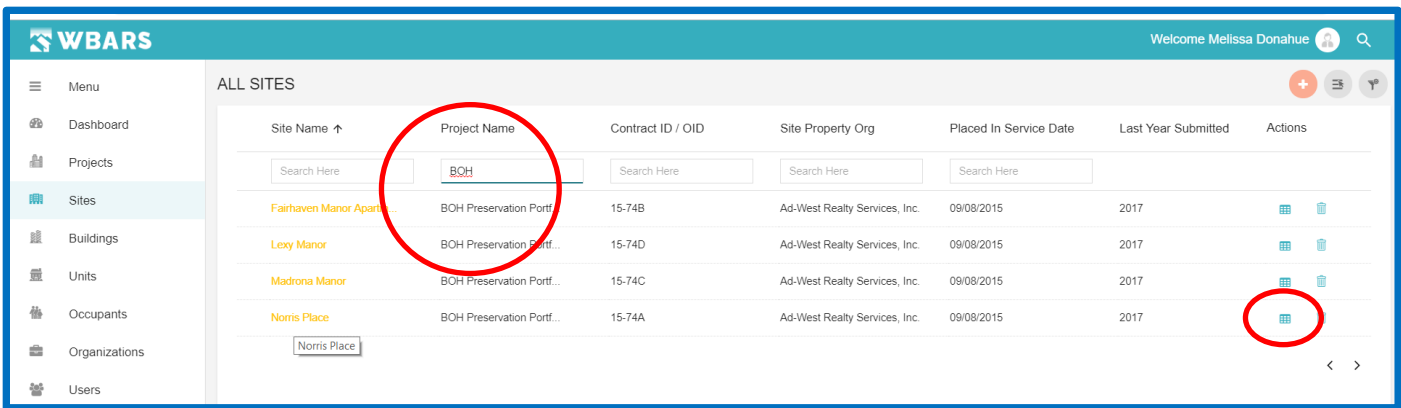 WBARS
Welcome Melissa Donahue
Menu
ALL SITES
Dashboard
Site Name ↑ Project Name Contract ID / OID Site Property Org Placed In Service Date Last Year Submitted Actions
Projects
Search Here BOH Search Here Search Here Search Here
Sites
Fairhaven Manor Apart... BOH Preservation Portf... 15-74B Ad-West Realty Services, Inc. 09/08/2015 2017
Buildings
Lexy Manor BOH Preservation Portf... 15-74D Ad-West Realty Services, Inc. 09/08/2015 2017
Units
Madrona Manor BOH Preservation Portf... 15-74C Ad-West Realty Services, Inc. 09/08/2015 2017
Occupants
Norris Place BOH Preservation Portf... 15-74A Ad-West Realty Services, Inc. 09/08/2015 2017
Norris Place
Organizations
Users